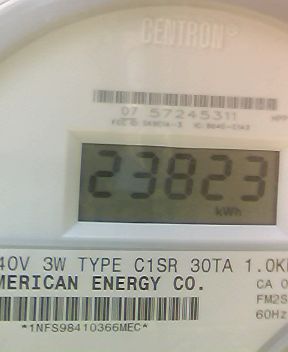 CENTRON®
07 57245311
23823
kWh
40V 3W TYPE C1SR 30TA 1.0K
MERICAN ENERGY CO.
CA 0
FM2S
60Hz
*1NFS98410366MEC*